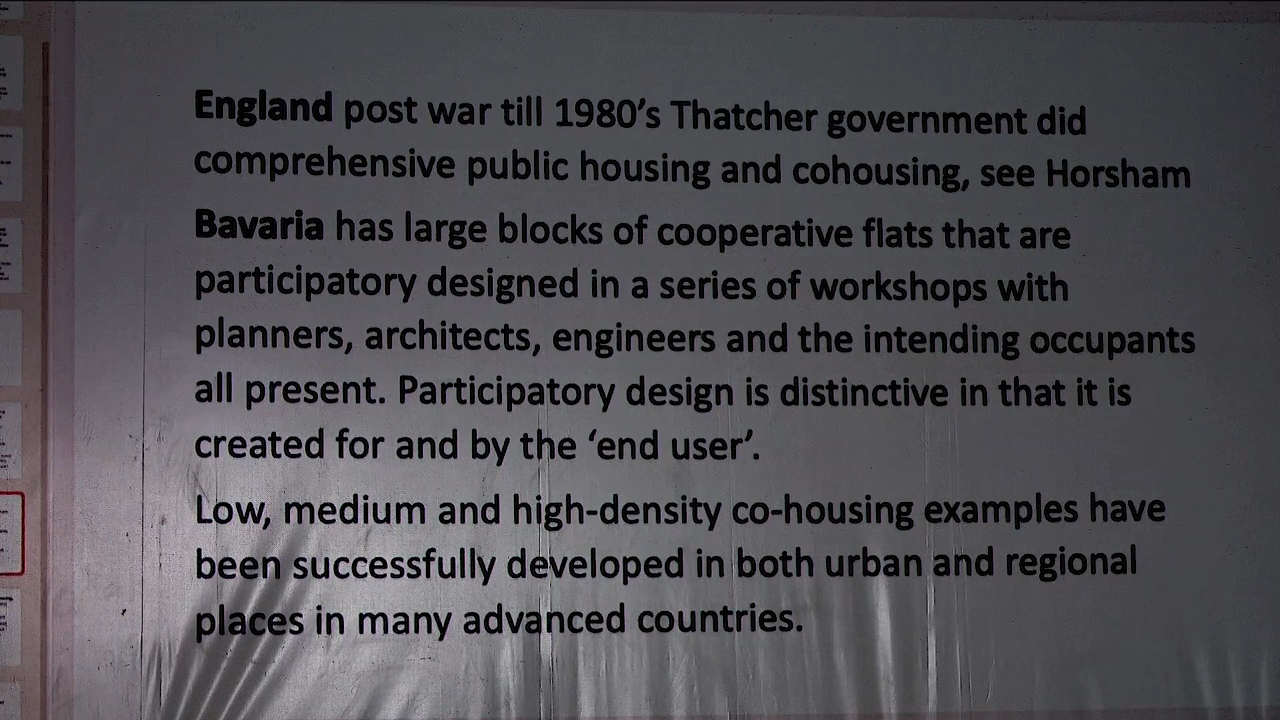 England post war till 1980's Thatcher government did
comprehensive public housing and cohousing, see Horsham
Bavaria has large blocks of cooperative flats that are
participatory designed in a series of workshops with
planners, architects, engineers and the intending occupants
all present. Participatory design is distinctive in that it is
created for and by the ‘end user’.
Low, medium and high-density co-housing examples have
been successfully developed in both urban and regional
places in many advanced countries.